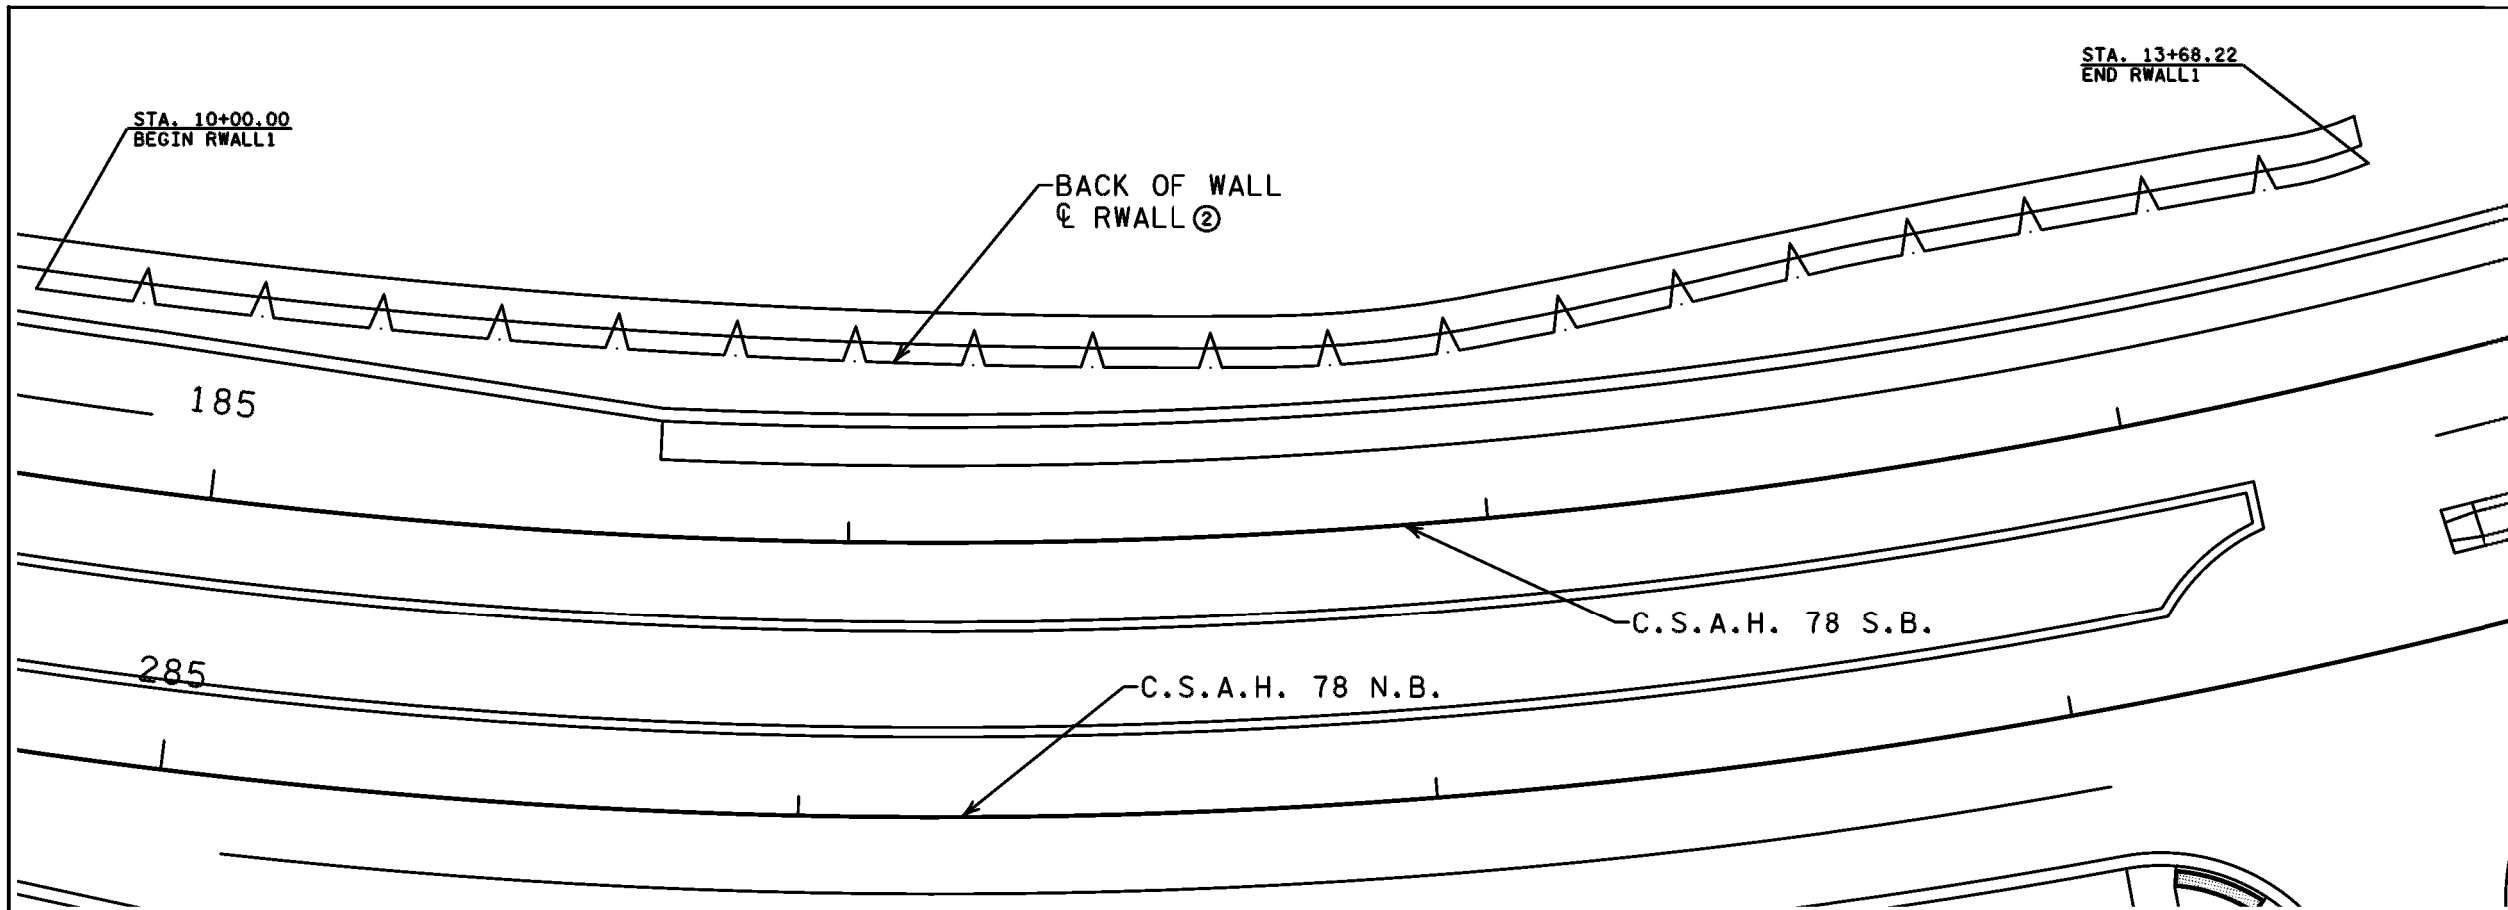 STA. 13+68.22
END RWALL1
STA. 10+00.00
BEGIN RWALL1
BACK OF WALL
℄ RWALL ②
185
C.S.A.H. 78 S.B.
285
C.S.A.H. 78 N.B.